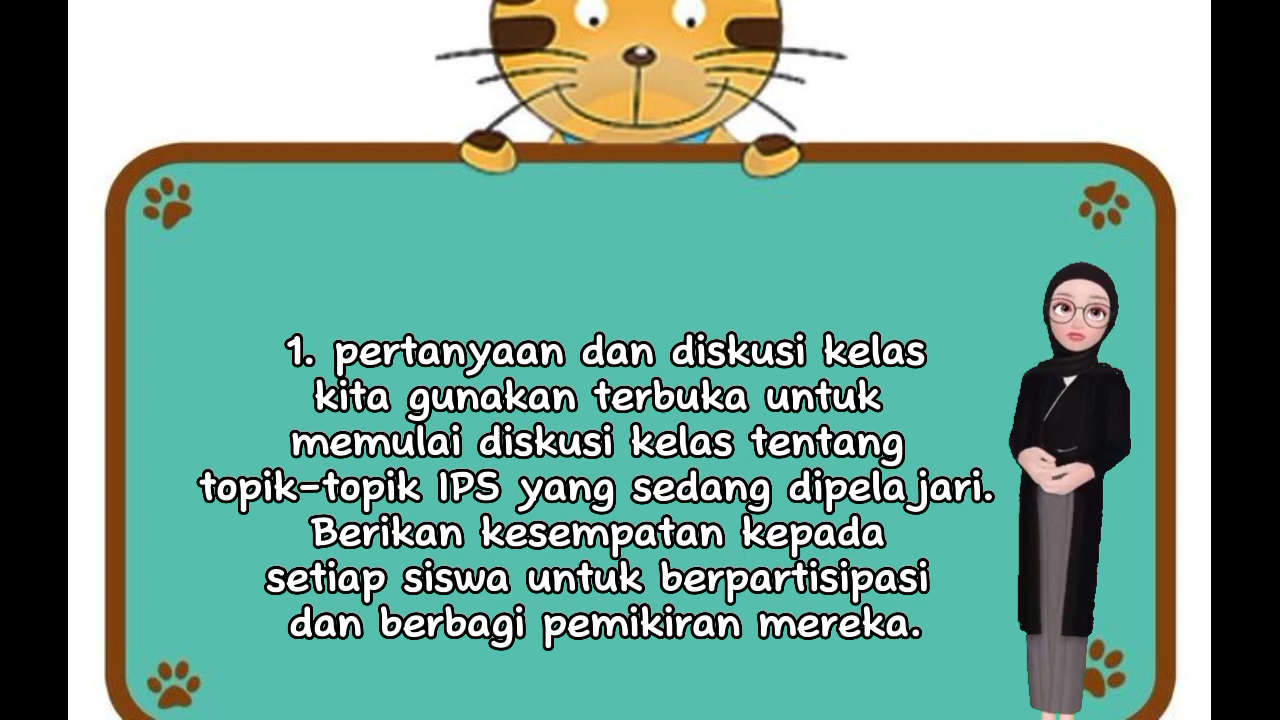 1. pertanyaan dan diskusi kelas
kita gunakan terbuka untuk
memulai diskusi kelas tentang
topik-topik IPS yang sedang dipelajari.
Berikan kesempatan kepada
setiap siswa untuk berpartisipasi
dan berbagi pemikiran mereka.